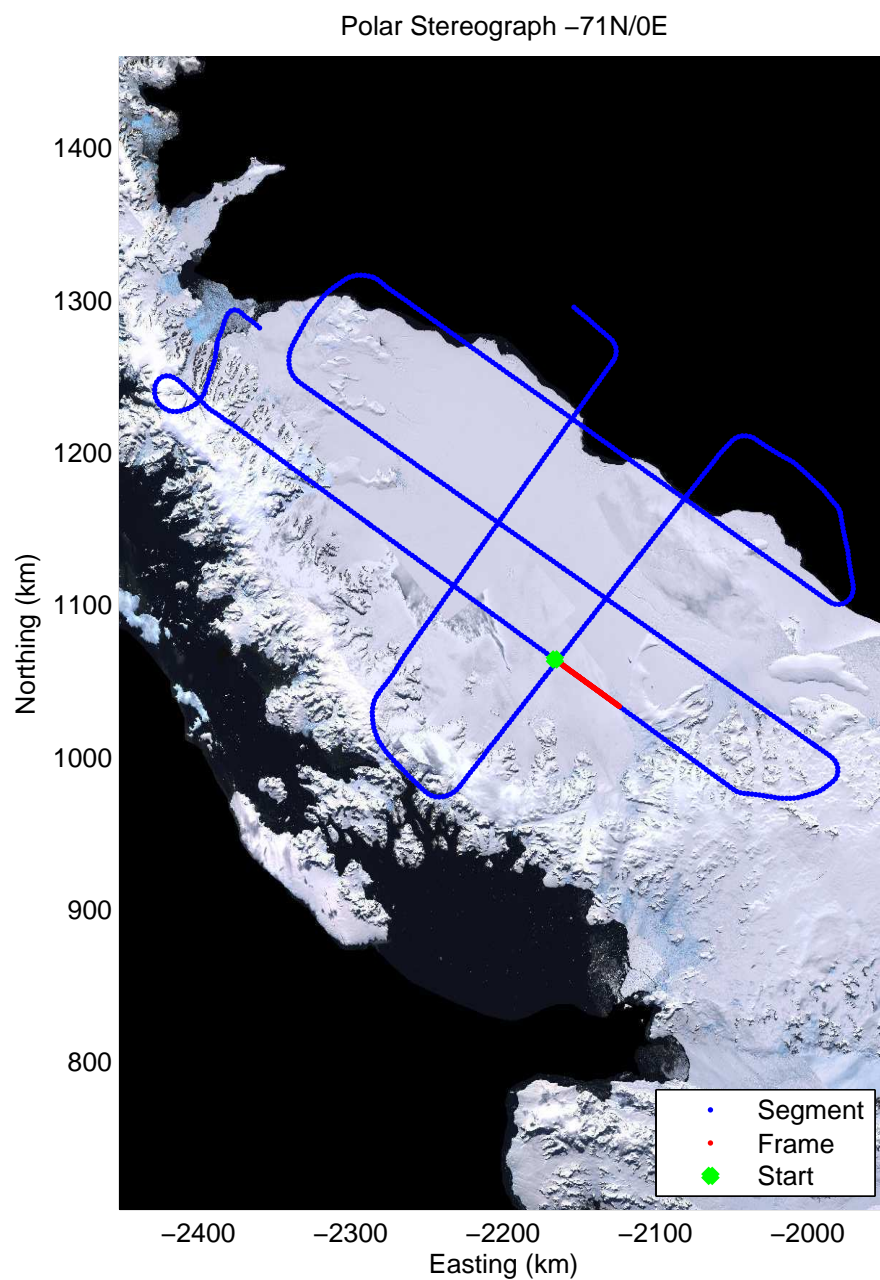 Polar Stereograph −71N/0E
1400
1300
1200
1100
1000
900
800
Northing (km)
−2400
−2300
−2200
−2100
−2000
Easting (km)
Segment
Frame
Start